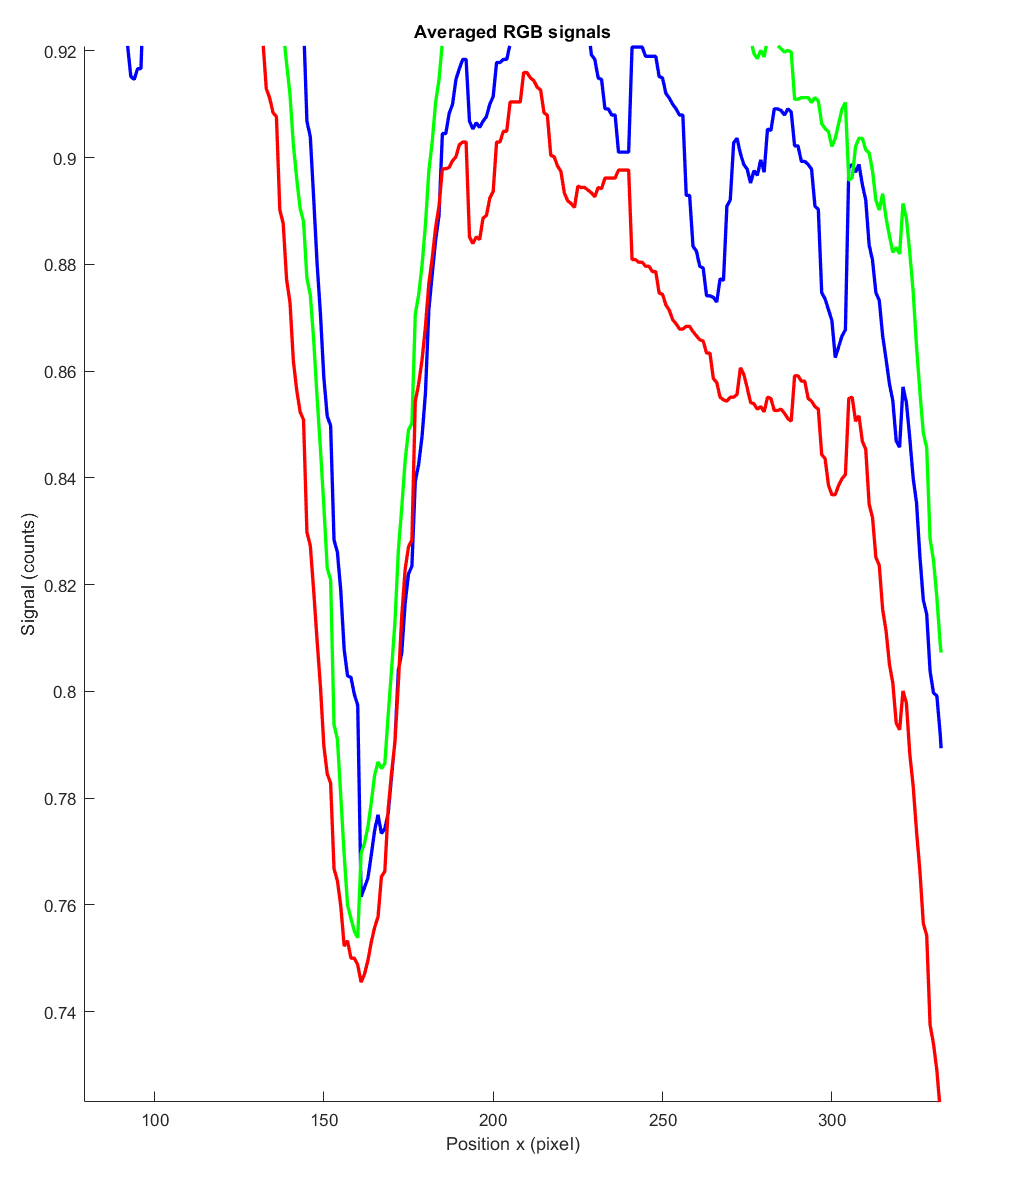 Averaged RGB signals
0.92
0.9
0.88
0.86
0.84
0.82
0.8
0.78
0.76
0.74
Signal (counts)
100 150 200 250 300
Position x (pixel)